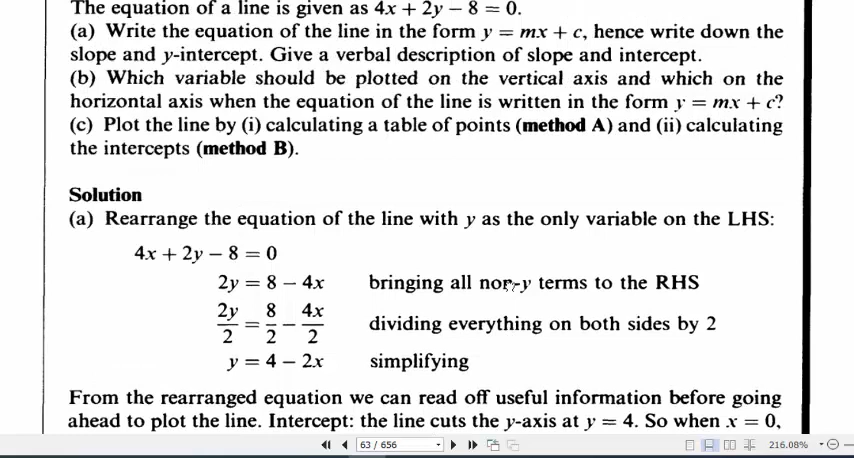 The equation of a line is given as 4x + 2y − 8 = 0.
(a) Write the equation of the line in the form y = mx + c, hence write down the
slope and y-intercept. Give a verbal description of slope and intercept.
(b) Which variable should be plotted on the vertical axis and which on the
horizontal axis when the equation of the line is written in the form y = mx + c?
(c) Plot the line by (i) calculating a table of points (method A) and (ii) calculating
the intercepts (method B).
Solution
(a) Rearrange the equation of the line with y as the only variable on the LHS:
4x + 2y − 8 = 0
2y = 8 − 4x bringing all non-y terms to the RHS
2y/2 = 8/2 − 4x/2 dividing everything on both sides by 2
y = 4 − 2x simplifying
From the rearranged equation we can read off useful information before going
ahead to plot the line. Intercept: the line cuts the y-axis at y = 4. So when x = 0,
63 / 656 216.08%